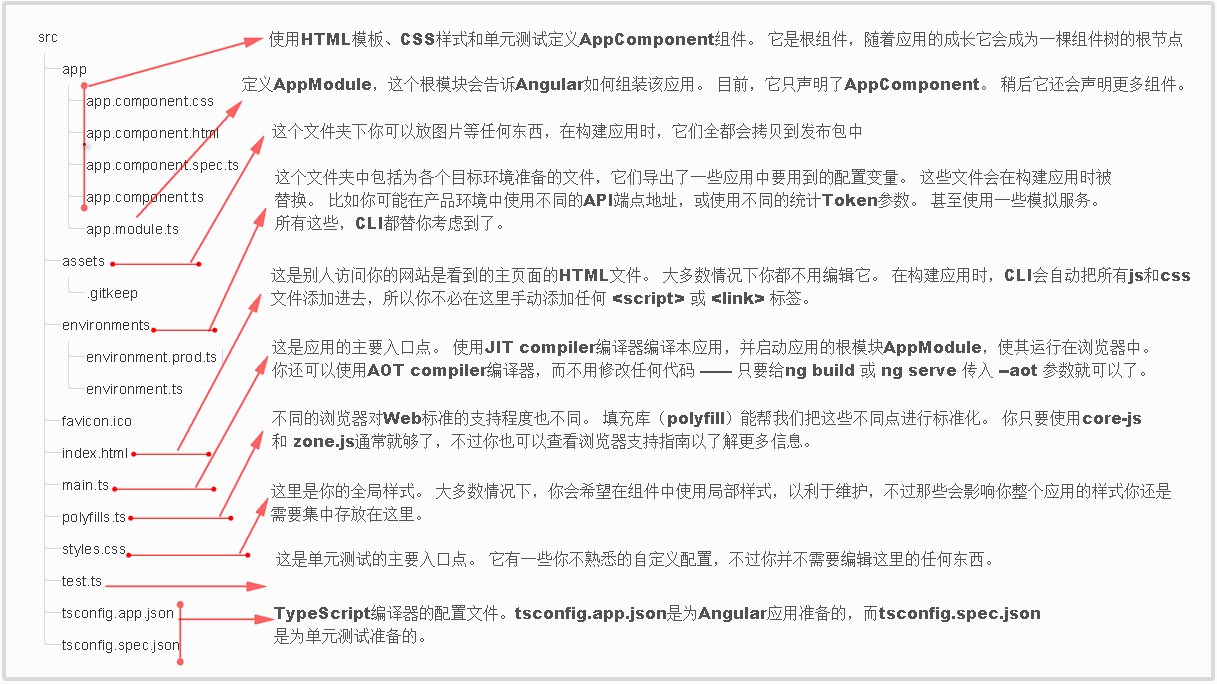 src
使用HTML模板、CSS样式和单元测试定义AppComponent组件。 它是根组件，随着应用的成长它会成为一棵组件树的根节点
app
定义AppModule，这个根模块会告诉Angular如何组装该应用。 目前，它只声明了AppComponent。 稍后它还会声明更多组件。
app.component.css
app.component.html
这个文件夹下你可以放图片等任何东西，在构建应用时，它们全都会拷贝到发布包中
app.component.spec.ts
这个文件夹中包括为各个目标环境准备的文件，它们导出了一些应用中要用到的配置变量。 这些文件会在构建应用时被
替换。 比如你可能在产品环境中使用不同的API端点地址，或使用不同的统计Token参数。 甚至使用一些模拟服务。
所有这些，CLI都替你考虑到了。
app.component.ts
app.module.ts
assets
这是别人访问你的网站是看到的主页面的HTML文件。 大多数情况下你都不用编辑它。 在构建应用时，CLI会自动把所有js和css
文件添加进去，所以你不必在这里手动添加任何 <script> 或 <link> 标签。
.gitkeep
environments
这是应用的主要入口点。 使用JIT compiler编译器编译本应用，并启动应用的根模块AppModule，使其运行在浏览器中。
你还可以使用AOT compiler编译器，而不用修改任何代码 —— 只要给ng build 或 ng serve 传入 –aot 参数就可以了。
environment.prod.ts
environment.ts
favicon.ico
不同的浏览器对Web标准的支持程度也不同。 填充库（polyfill）能帮我们把这些不同点进行标准化。 你只要使用core-js
和 zone.js通常就够了，不过你也可以查看浏览器支持指南以了解更多信息。
index.html
main.ts
这里是你的全局样式。 大多数情况下，你会希望在组件中使用局部样式，以利于维护，不过那些会影响你整个应用的样式你还是
需要集中存放在这里。
polyfills.ts
styles.css
这是单元测试的主要入口点。 它有一些你不熟悉的自定义配置，不过你并不需要编辑这里的任何东西。
test.ts
tsconfig.app.json
TypeScript编译器的配置文件。tsconfig.app.json是为Angular应用准备的，而tsconfig.spec.json
是为单元测试准备的。
tsconfig.spec.json